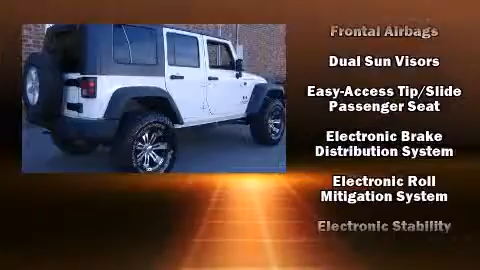 Frontal Airbags
Dual Sun Visors
Easy-Access Tip/Slide
Passenger Seat
Electronic Brake
Distribution System
Electronic Roll
Mitigation System
Electronic Stability